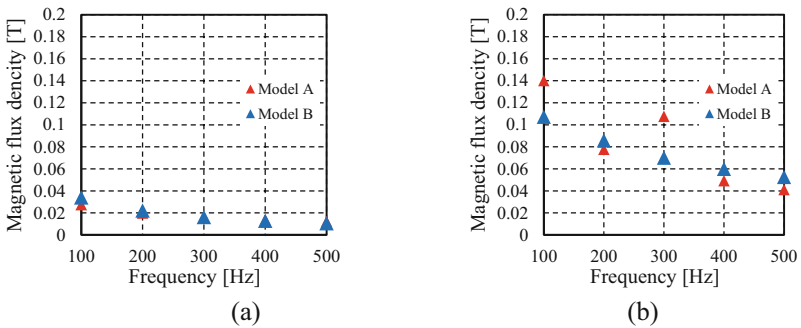 Magnetic flux dencity [T]
0.2
0.18
0.16
0.14
0.12
0.1
0.08
0.06
0.04
0.02
0
Model A
Model B
100 200 300 400 500
Frequency [Hz]
(a)
Magnetic flux dencity [T]
0.2
0.18
0.16
0.14
0.12
0.1
0.08
0.06
0.04
0.02
0
Model A
Model B
100 200 300 400 500
Frequency [Hz]
(b)